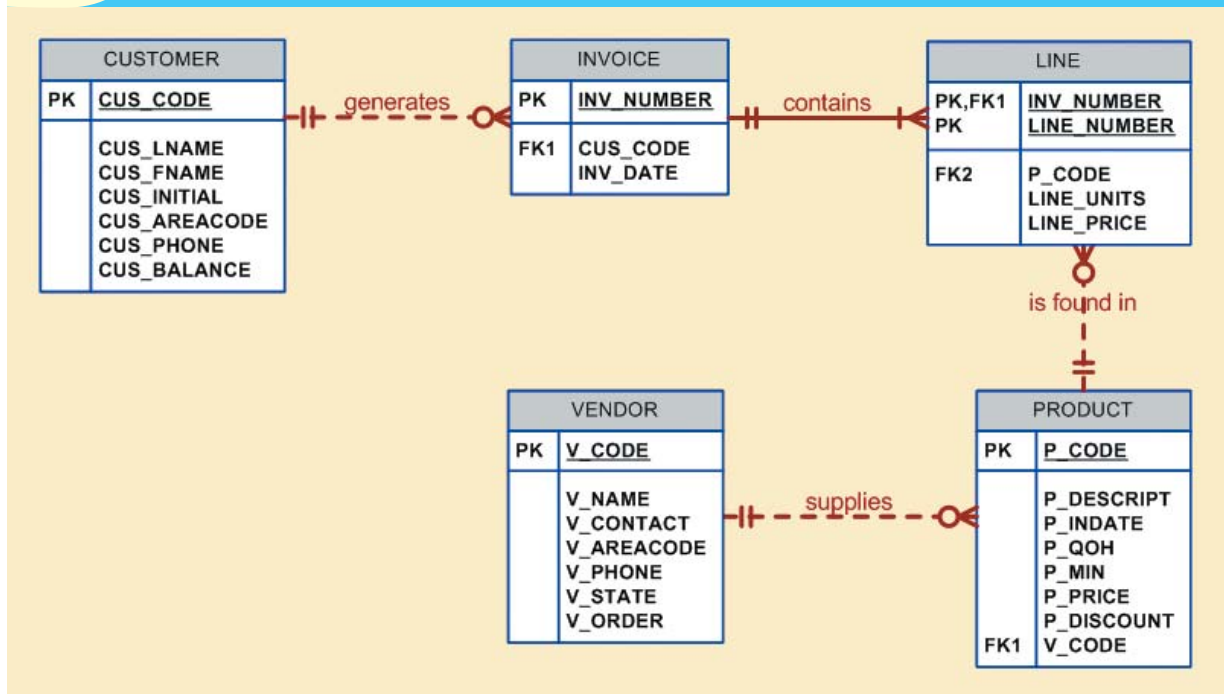 CUSTOMER
PK CUS_CODE
CUS_LNAME
CUS_FNAME
CUS_INITIAL
CUS_AREACODE
CUS_PHONE
CUS_BALANCE
generates
INVOICE
PK INV_NUMBER
FK1 CUS_CODE
INV_DATE
contains
LINE
PK,FK1 INV_NUMBER
PK LINE_NUMBER
FK2 P_CODE
LINE_UNITS
LINE_PRICE
is found in
VENDOR
PK V_CODE
V_NAME
V_CONTACT
V_AREACODE
V_PHONE
V_STATE
V_ORDER
supplies
PRODUCT
PK P_CODE
P_DESCRIPT
P_INDATE
P_QOH
P_MIN
P_PRICE
P_DISCOUNT
FK1 V_CODE